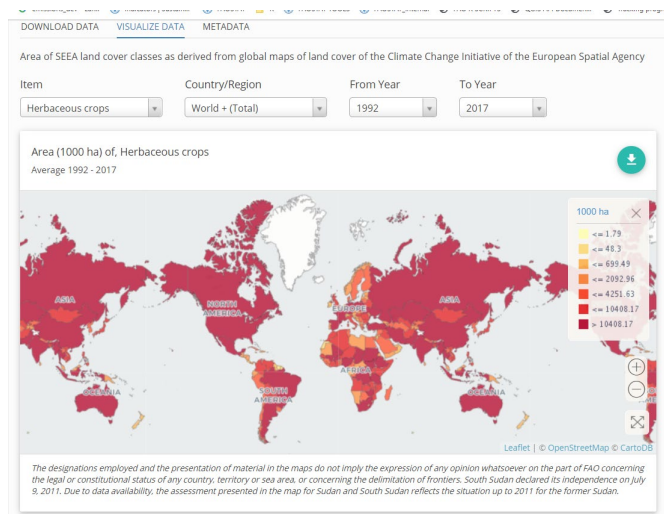 DOWNLOAD DATA VISUALIZE DATA METADATA
Area of SEEA land cover classes as derived from global maps of land cover of the Climate Change Initiative of the European Spatial Agency
Item Country/Region From Year To Year
Herbaceous crops World + (Total) 1992 2017
Area (1000 ha) of, Herbaceous crops
Average 1992 - 2017
1000 ha
<= 1.79
<= 48.3
<= 699.49
<= 2092.96
<= 4251.63
<= 10408.17
> 10408.17
ASIA
NORTH
AMERICA
EUROPE
ASIA
AFRICA
OCEANIA
SOUTH
AMERICA
OCEANIA
Leaflet | © OpenStreetMap © CartoDB
The designations employed and the presentation of material in the maps do not imply the expression of any opinion whatsoever on the part of FAO concerning
the legal or constitutional status of any country, territory or sea area, or concerning the delimitation of frontiers. South Sudan declared its independence on July
9, 2011. Due to data availability, the assessment presented in the map for Sudan and South Sudan reflects the situation up to 2011 for the former Sudan.